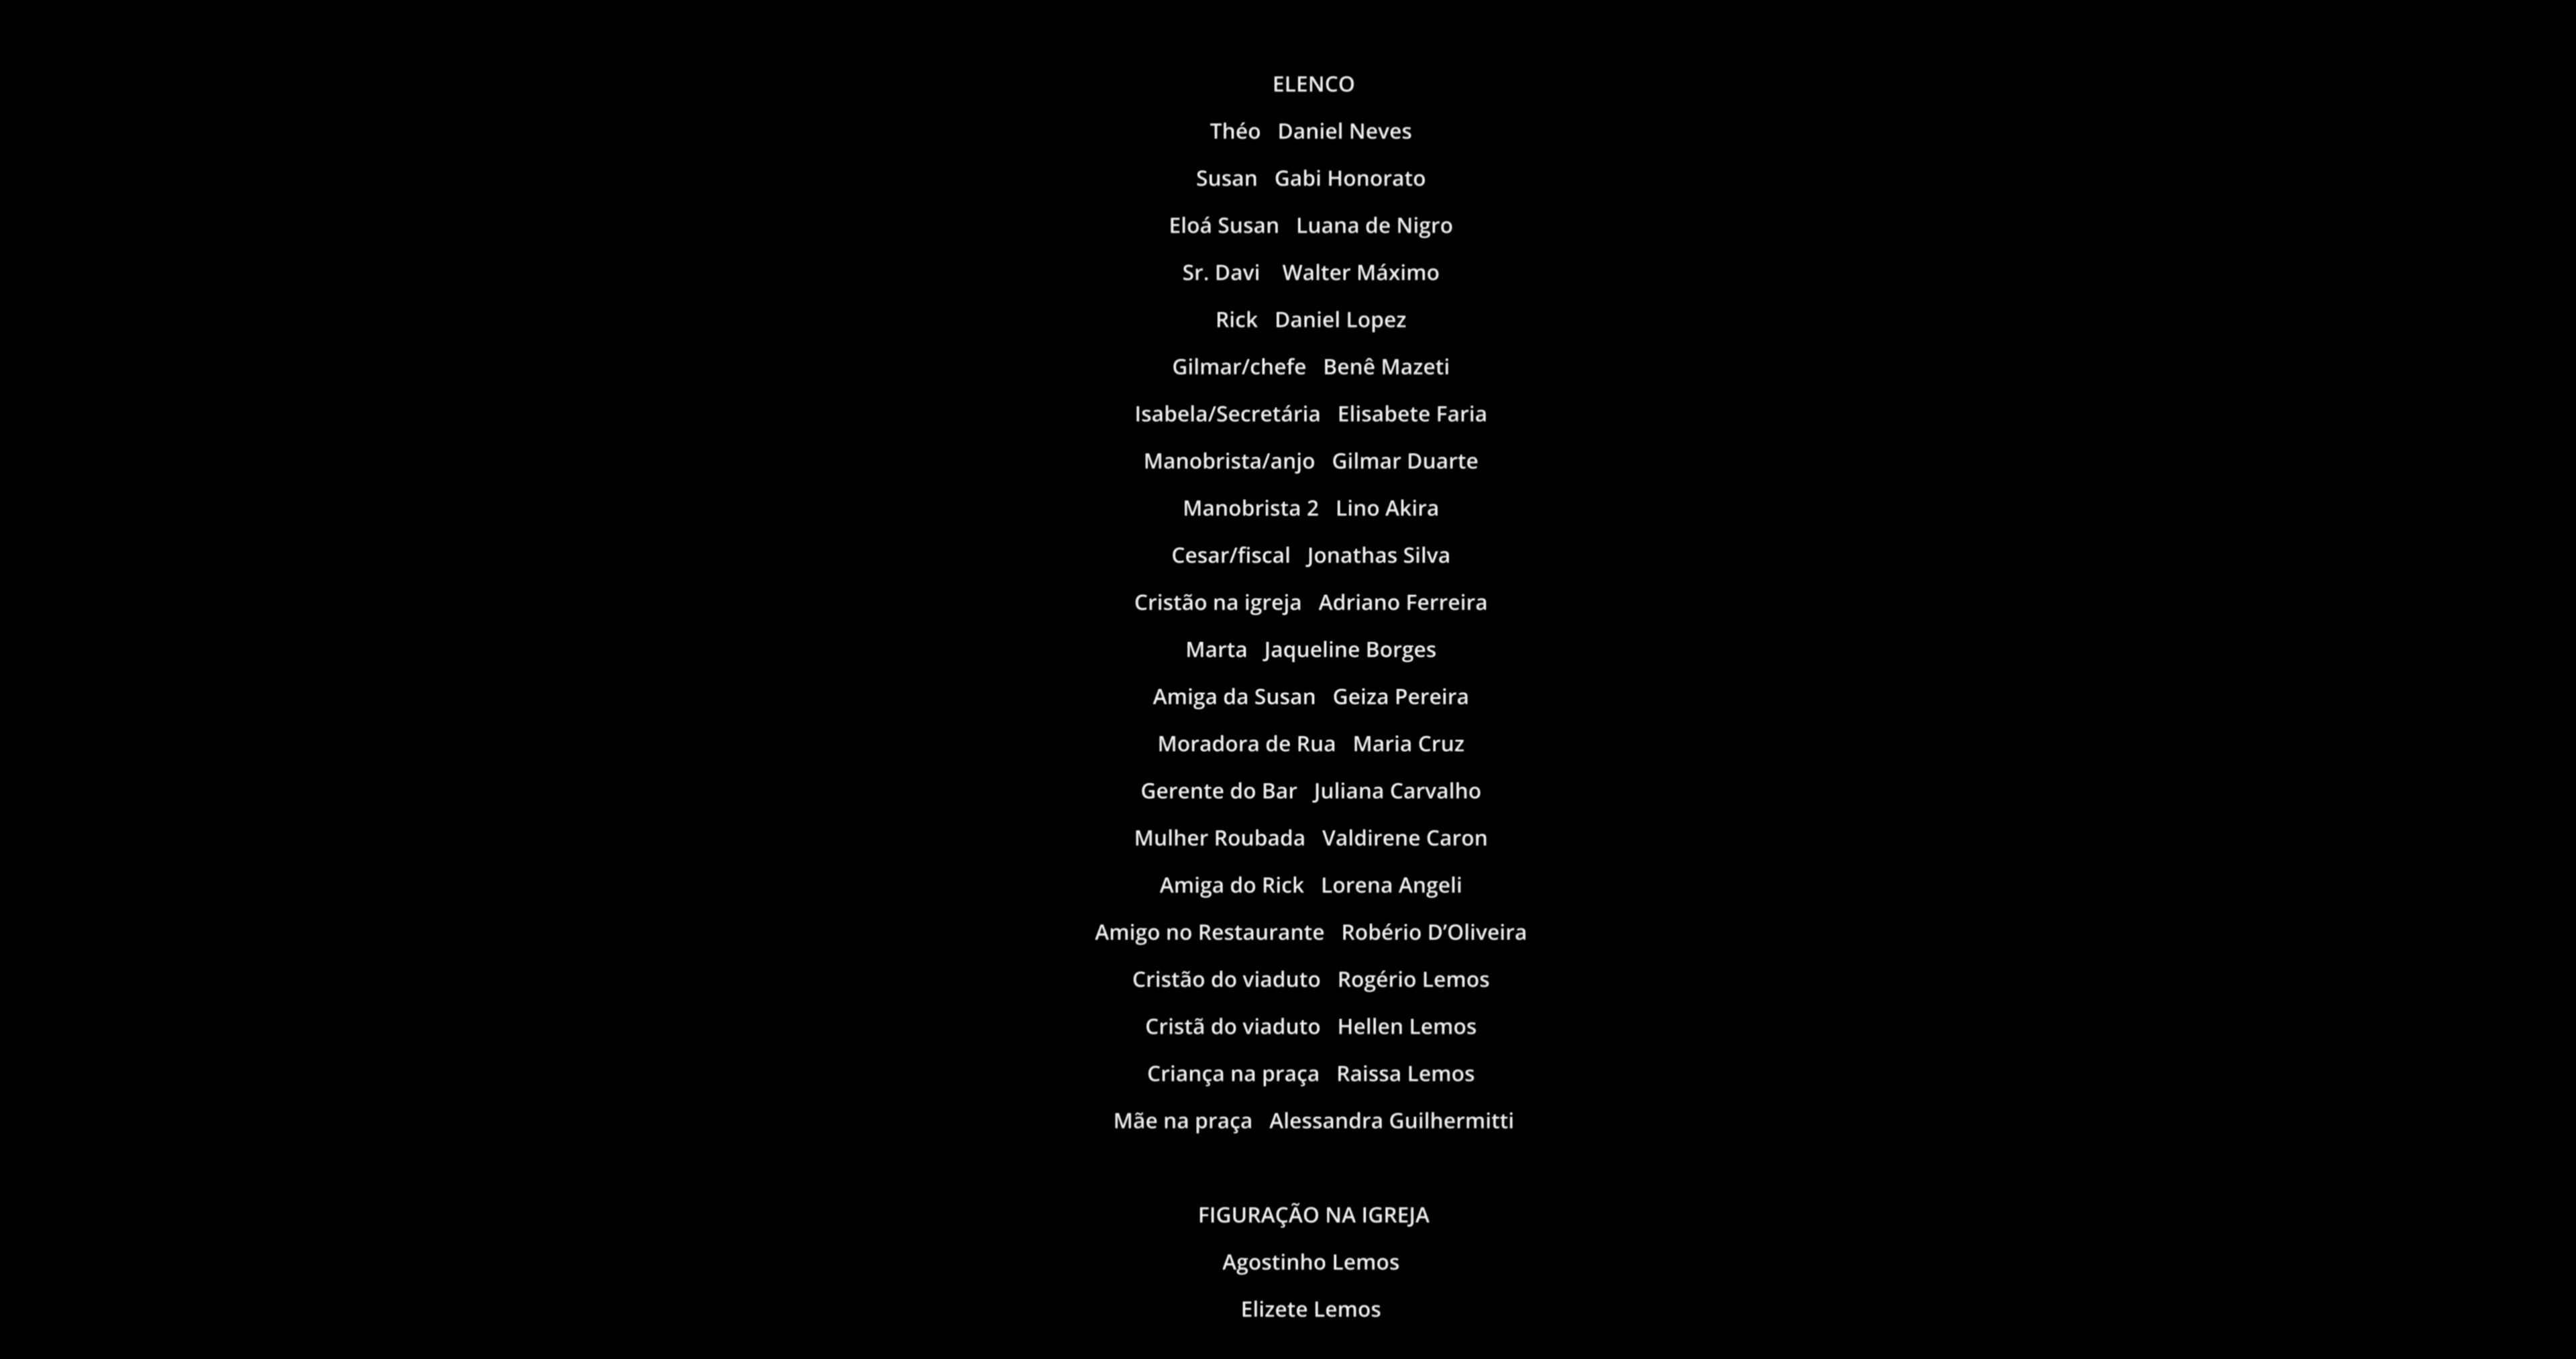 ELENCO
Théo Daniel Neves
Susan Gabi Honorato
Eloá Susan Luana de Nigro
Sr. Davi Walter Máximo
Rick Daniel Lopez
Gilmar/chefe Benê Mazeti
Isabela/Secretária Elisabete Faria
Manobrista/anjo Gilmar Duarte
Manobrista 2 Lino Akira
Cesar/fiscal Jonathas Silva
Cristão na igreja Adriano Ferreira
Marta Jaqueline Borges
Amiga da Susan Geiza Pereira
Moradora de Rua Maria Cruz
Gerente do Bar Juliana Carvalho
Mulher Roubada Valdirene Caron
Amiga do Rick Lorena Angeli
Amigo no Restaurante Robério D’Oliveira
Cristão do viaduto Rogério Lemos
Cristã do viaduto Hellen Lemos
Criança na praça Raissa Lemos
Mãe na praça Alessandra Guilhermitti
FIGURAÇÃO NA IGREJA
Agostinho Lemos
Elizete Lemos